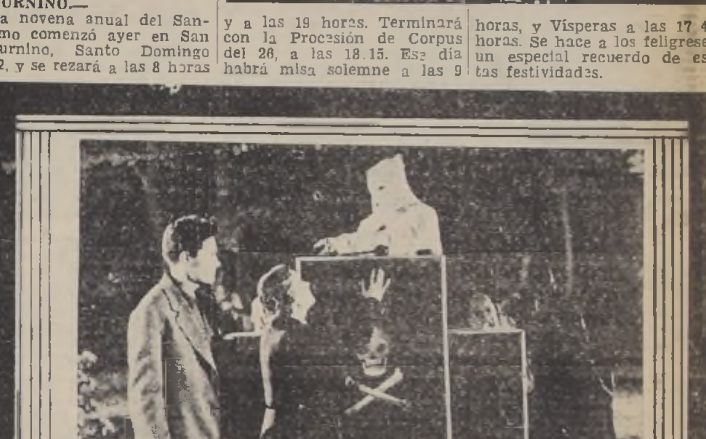 URNINO.—
a novena anual del San-
mo comenzó ayer en San
urnino, Santo Domingo
2, y se rezará a las 8 horas
y a las 19 horas. Terminará
con la Procesión de Corpus
del 26, a las 18.15. Ese día
habrá misa solemne a las 9
horas, y Vísperas a las 17 4
horas. Se hace a los feligrese
un especial recuerdo de es
tas festividades.